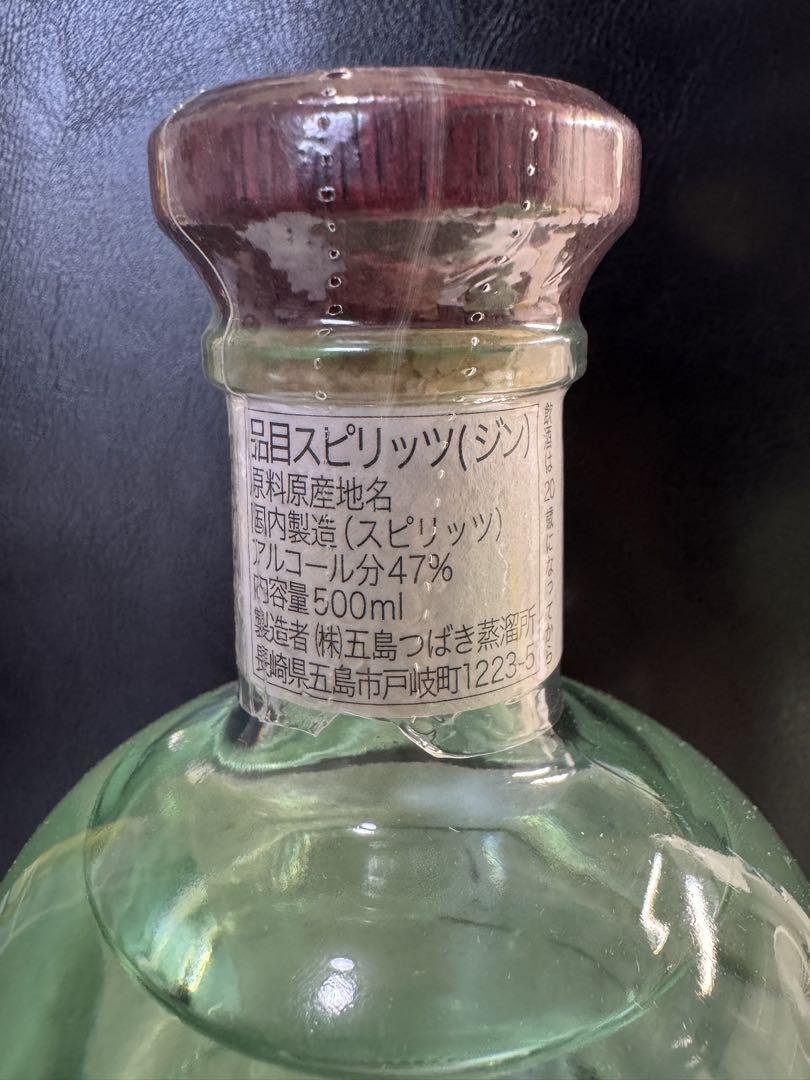 品目スピリッツ(ジン)
原料原産地名
国内製造(スピリッツ)
アルコール分47%
内容量500ml
製造者(株)五島つばき蒸溜所
長崎県五島市戸岐町1223-5
飲酒は20歳になってから